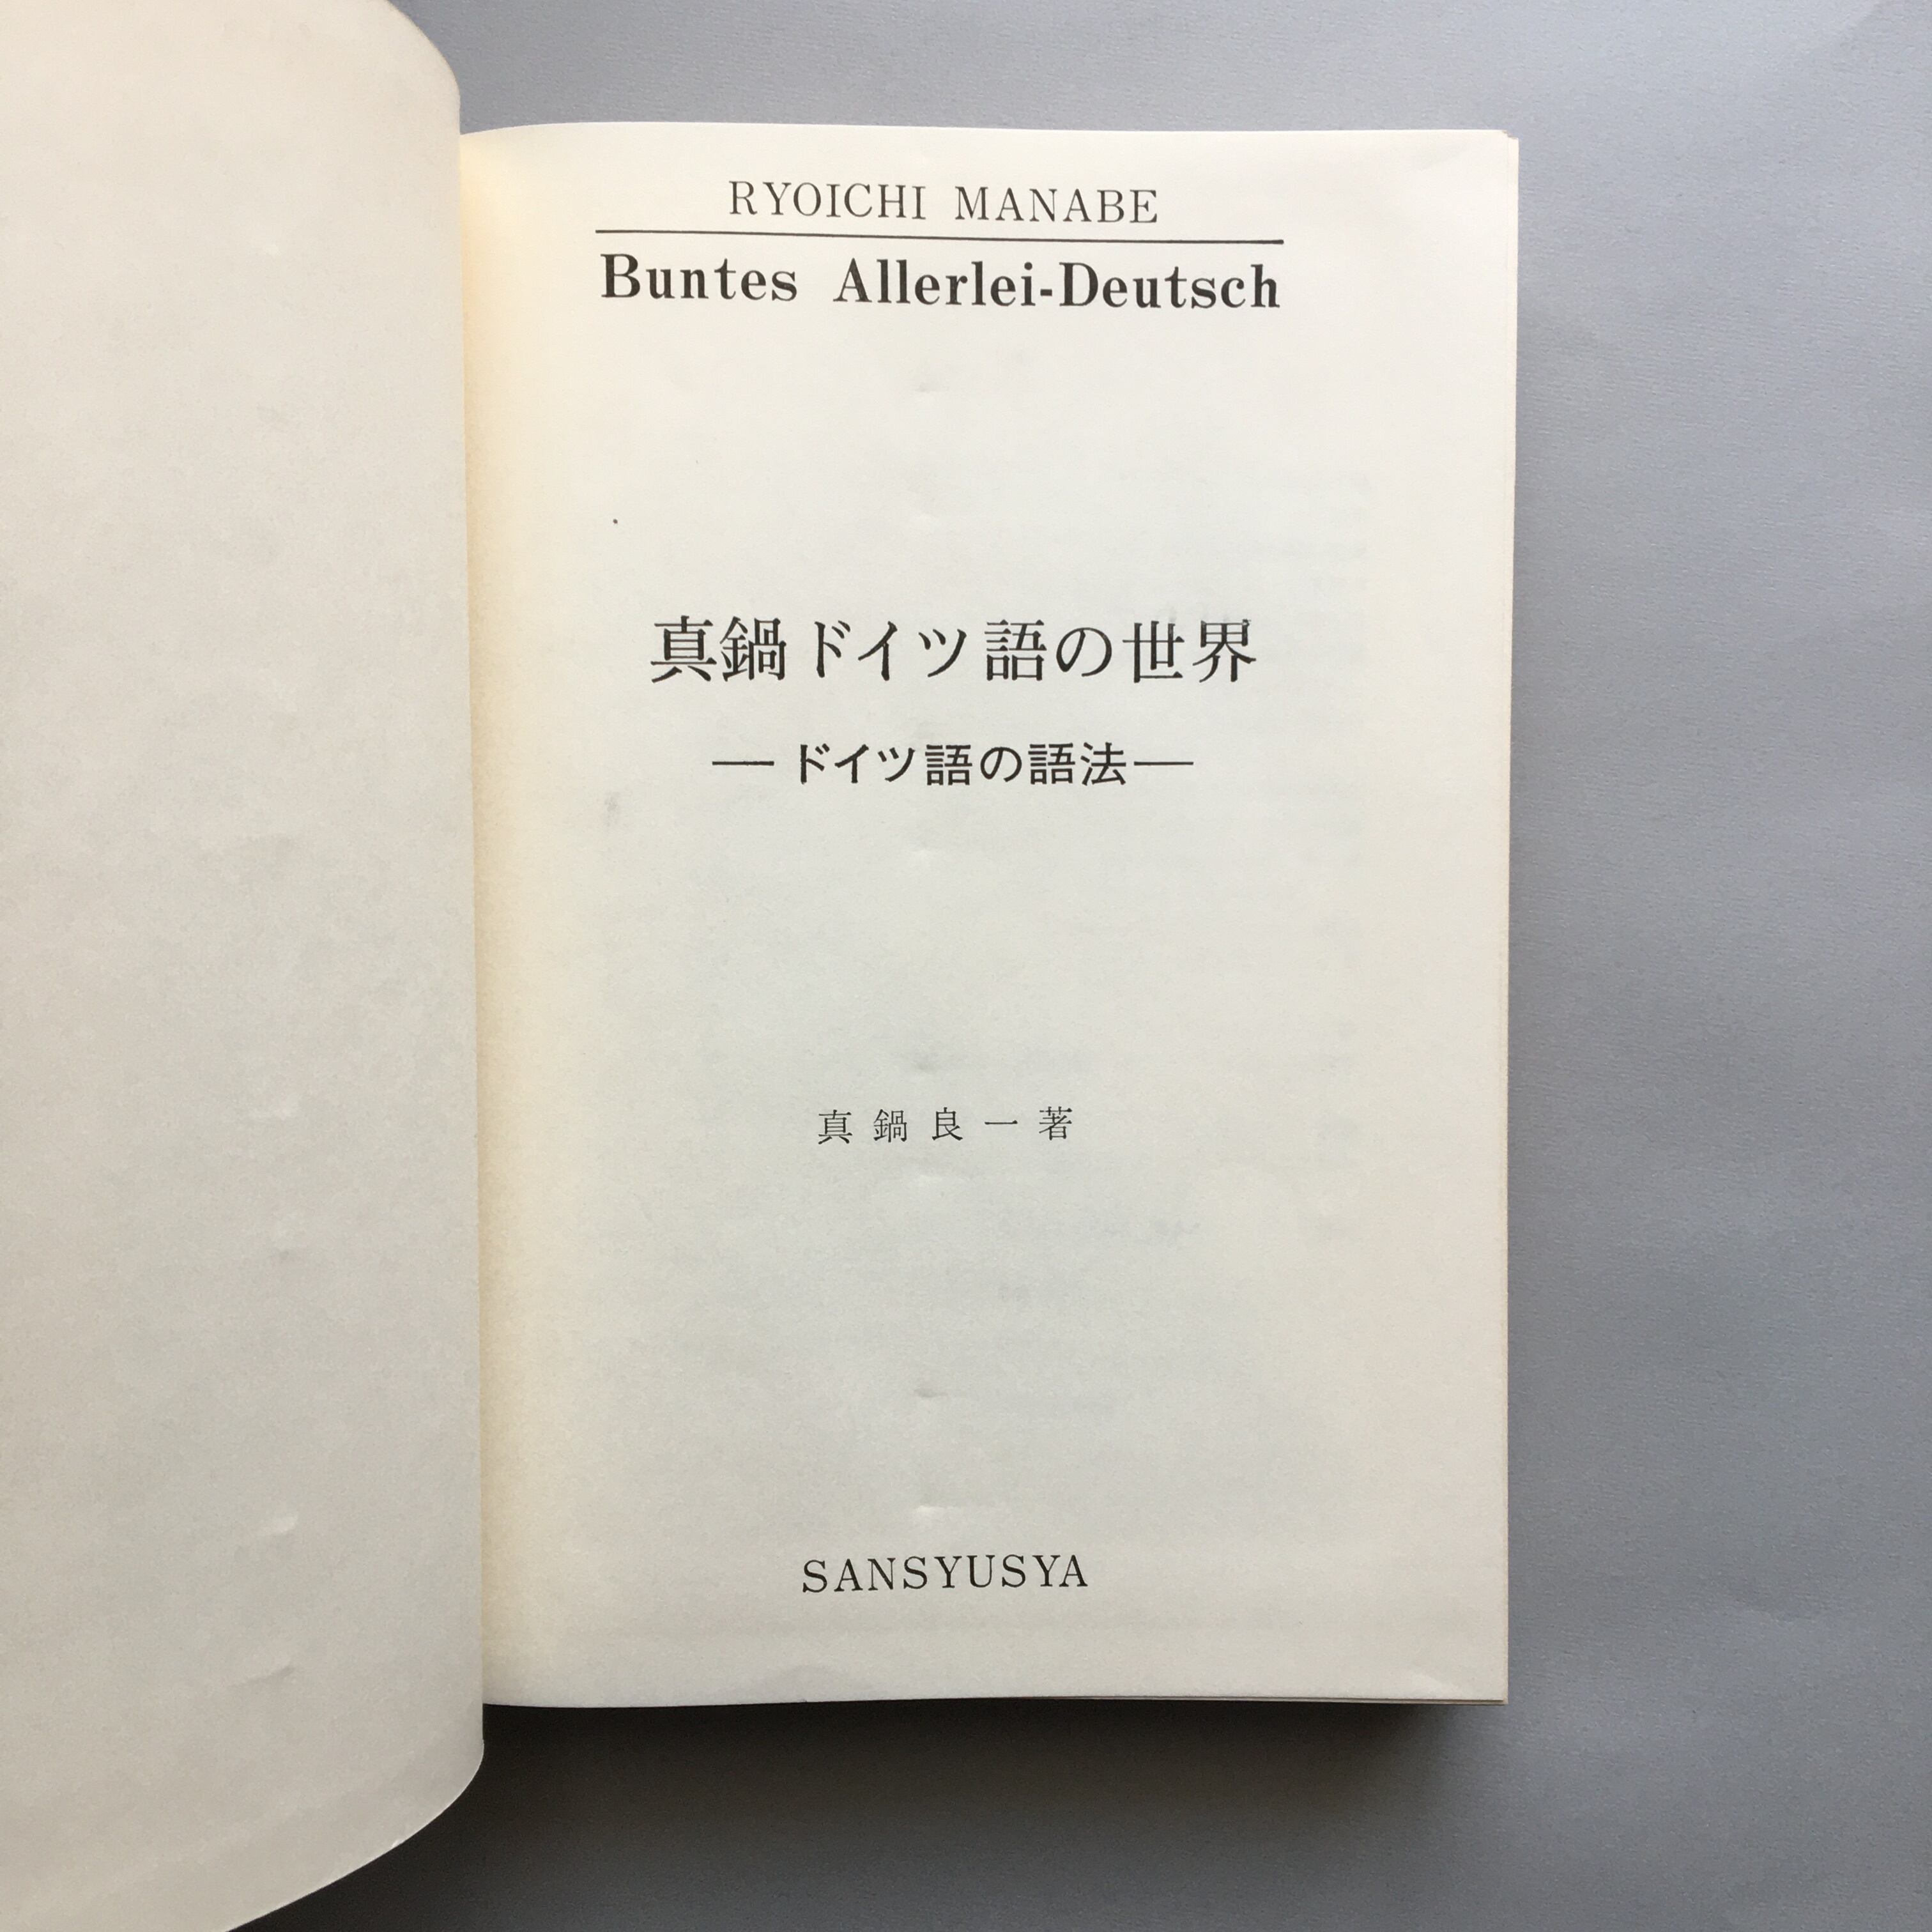 RYOICHI MANABE
Buntes Allerlei-Deutsch
真鍋ドイツ語の世界
―ドイツ語の語法―
真鍋良一著
SANSYUSYA